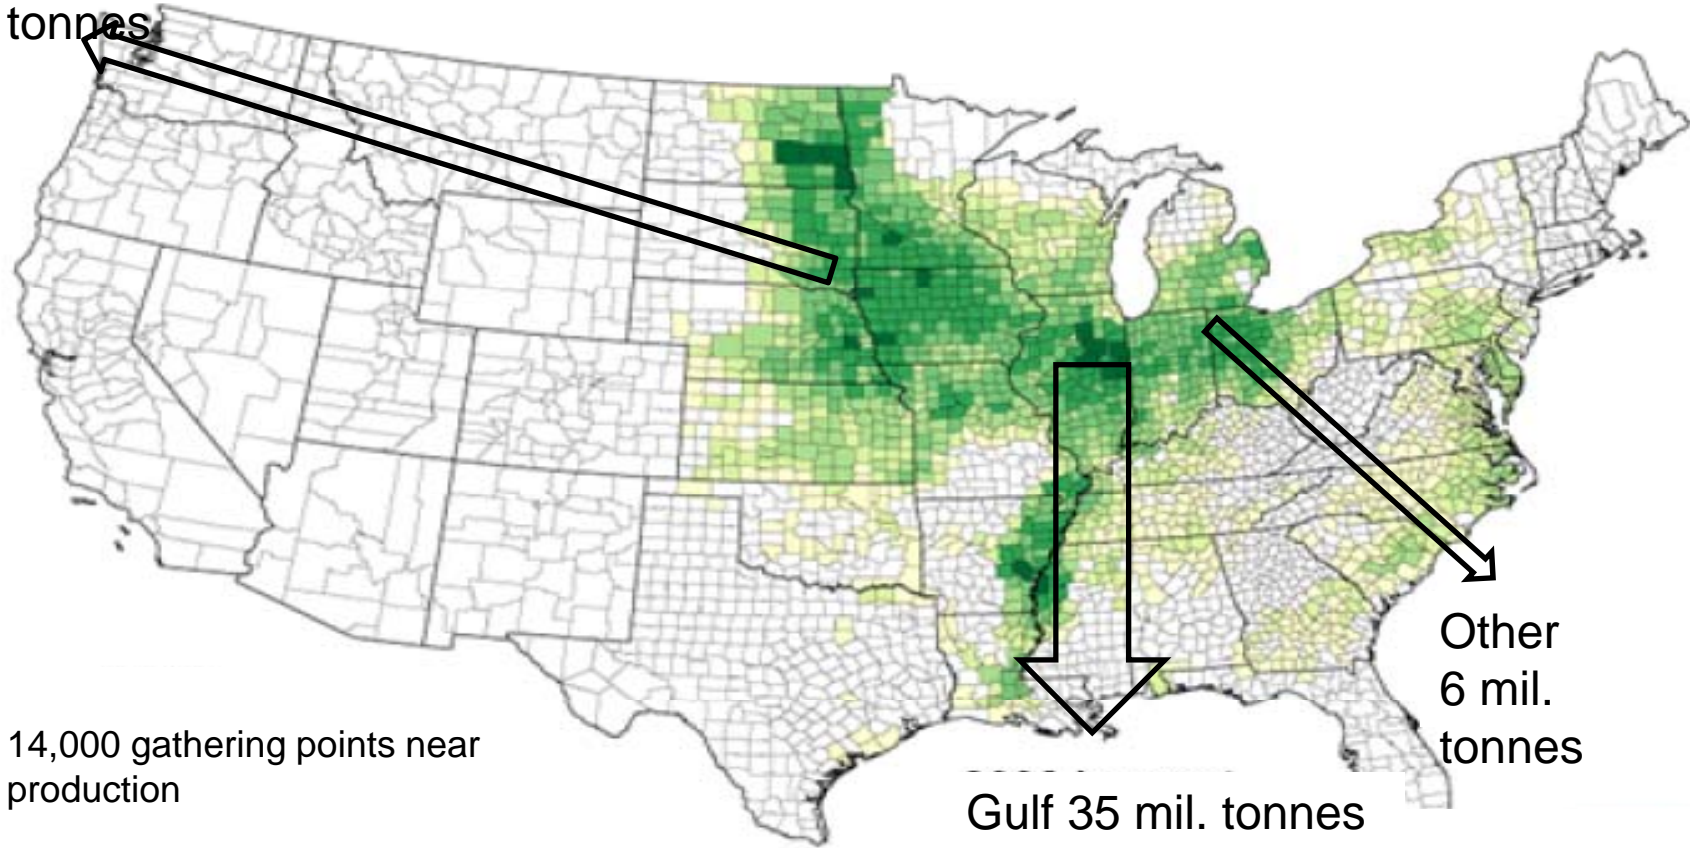 tonnes
Other
6 mil.
tonnes
14,000 gathering points near
production
Gulf 35 mil. tonnes